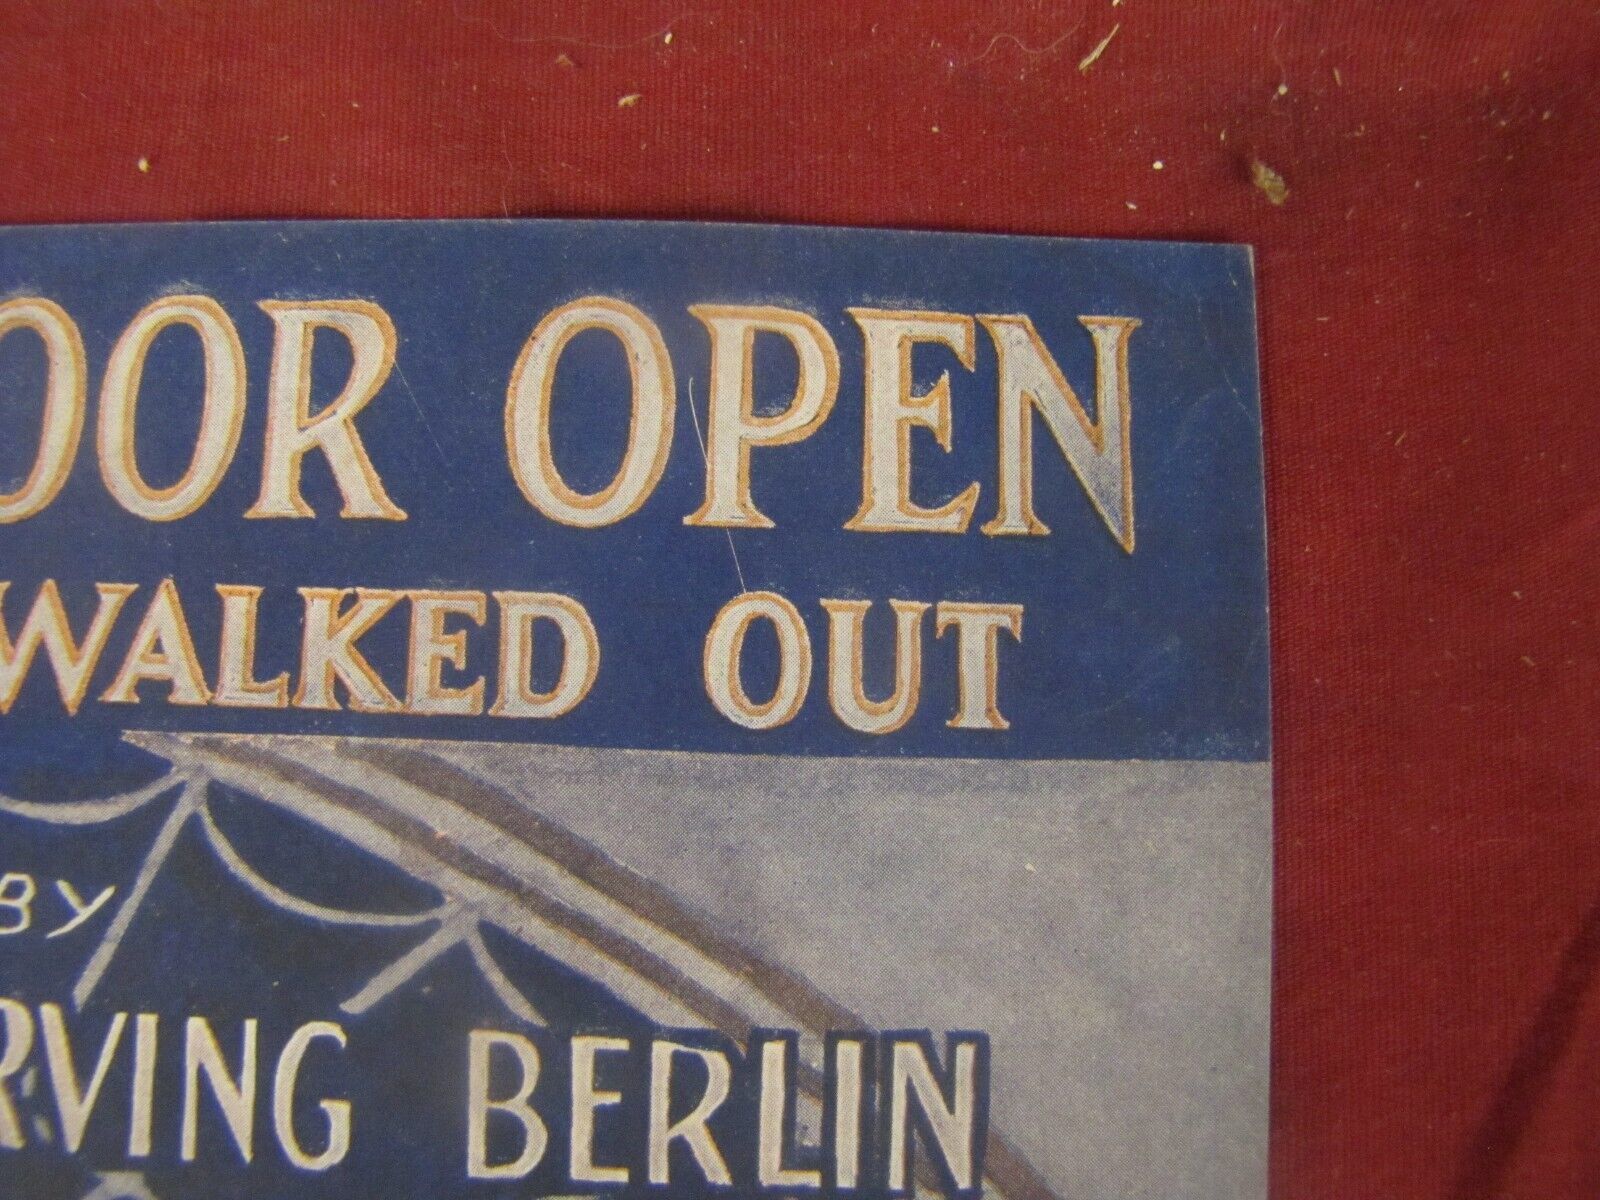 OOR OPEN
WALKED OUT
BY
RVING BERLIN